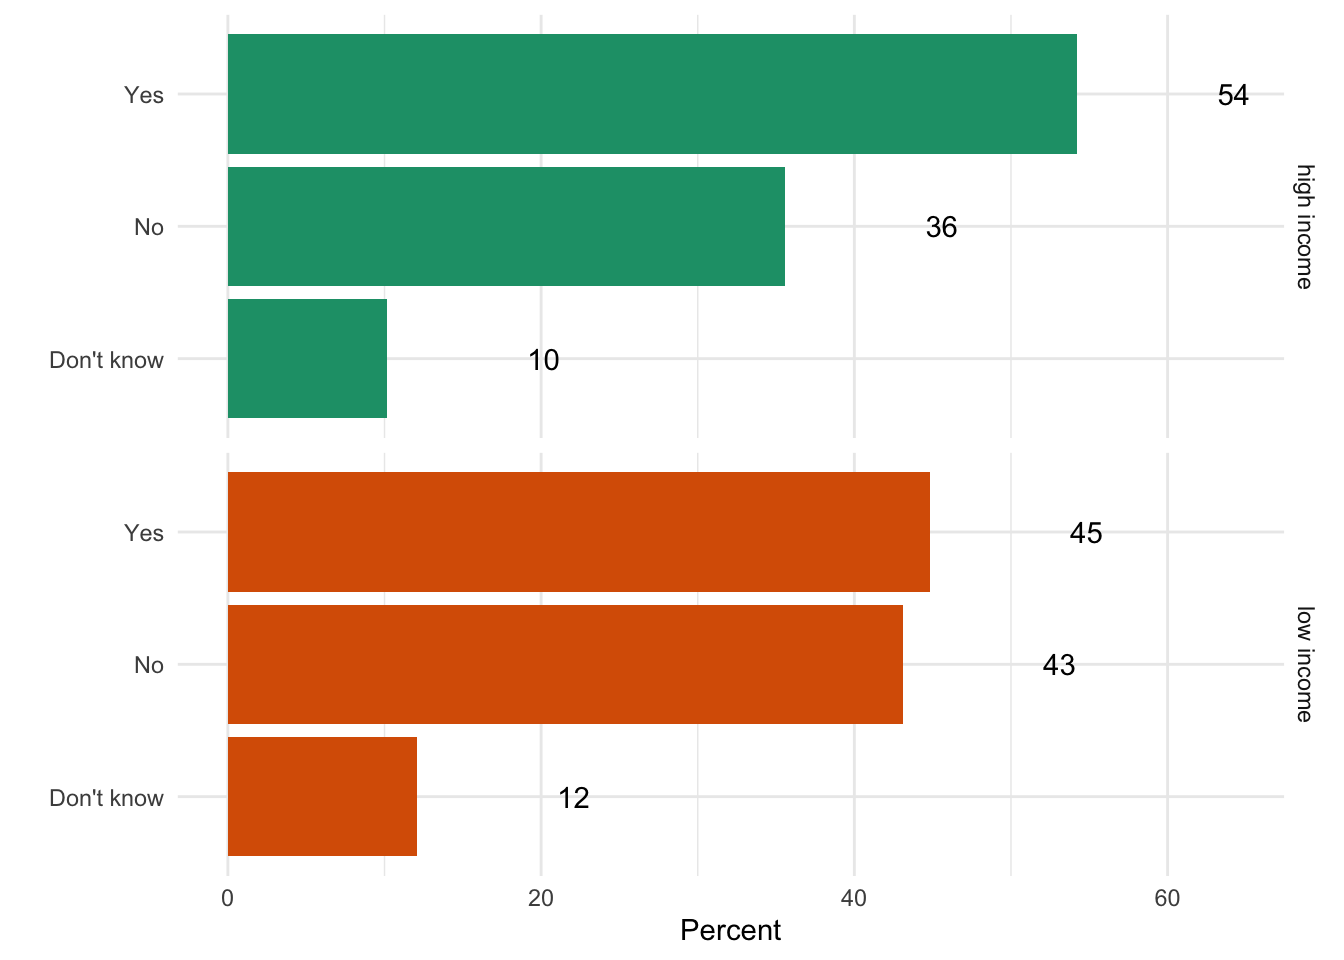 Yes 54
No 36
Don't know 10
high income
Yes 45
No 43
Don't know 12
low income
0 20 40 60
Percent